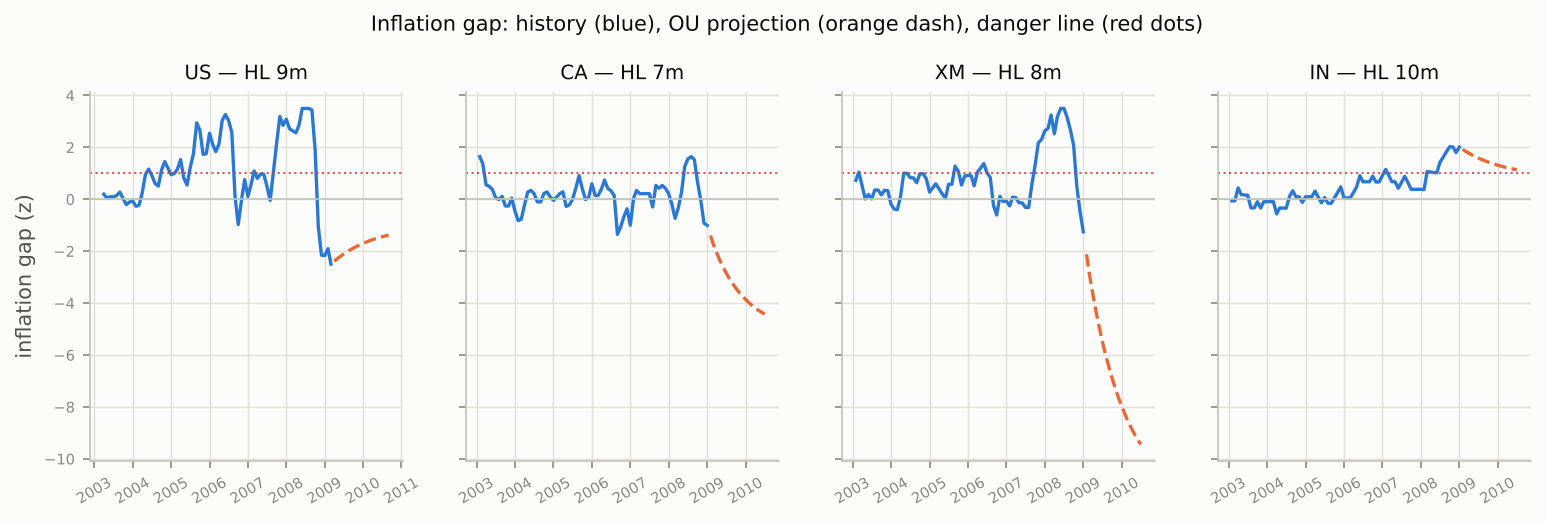 Inflation gap: history (blue), OU projection (orange dash), danger line (red dots)
US — HL 9m
CA — HL 7m
XM — HL 8m
IN — HL 10m
inflation gap (z)
4
2
0
−2
−4
−6
−8
−10
2003 2004 2005 2006 2007 2008 2009 2010 2011
2003 2004 2005 2006 2007 2008 2009 2010
2003 2004 2005 2006 2007 2008 2009 2010
2003 2004 2005 2006 2007 2008 2009 2010